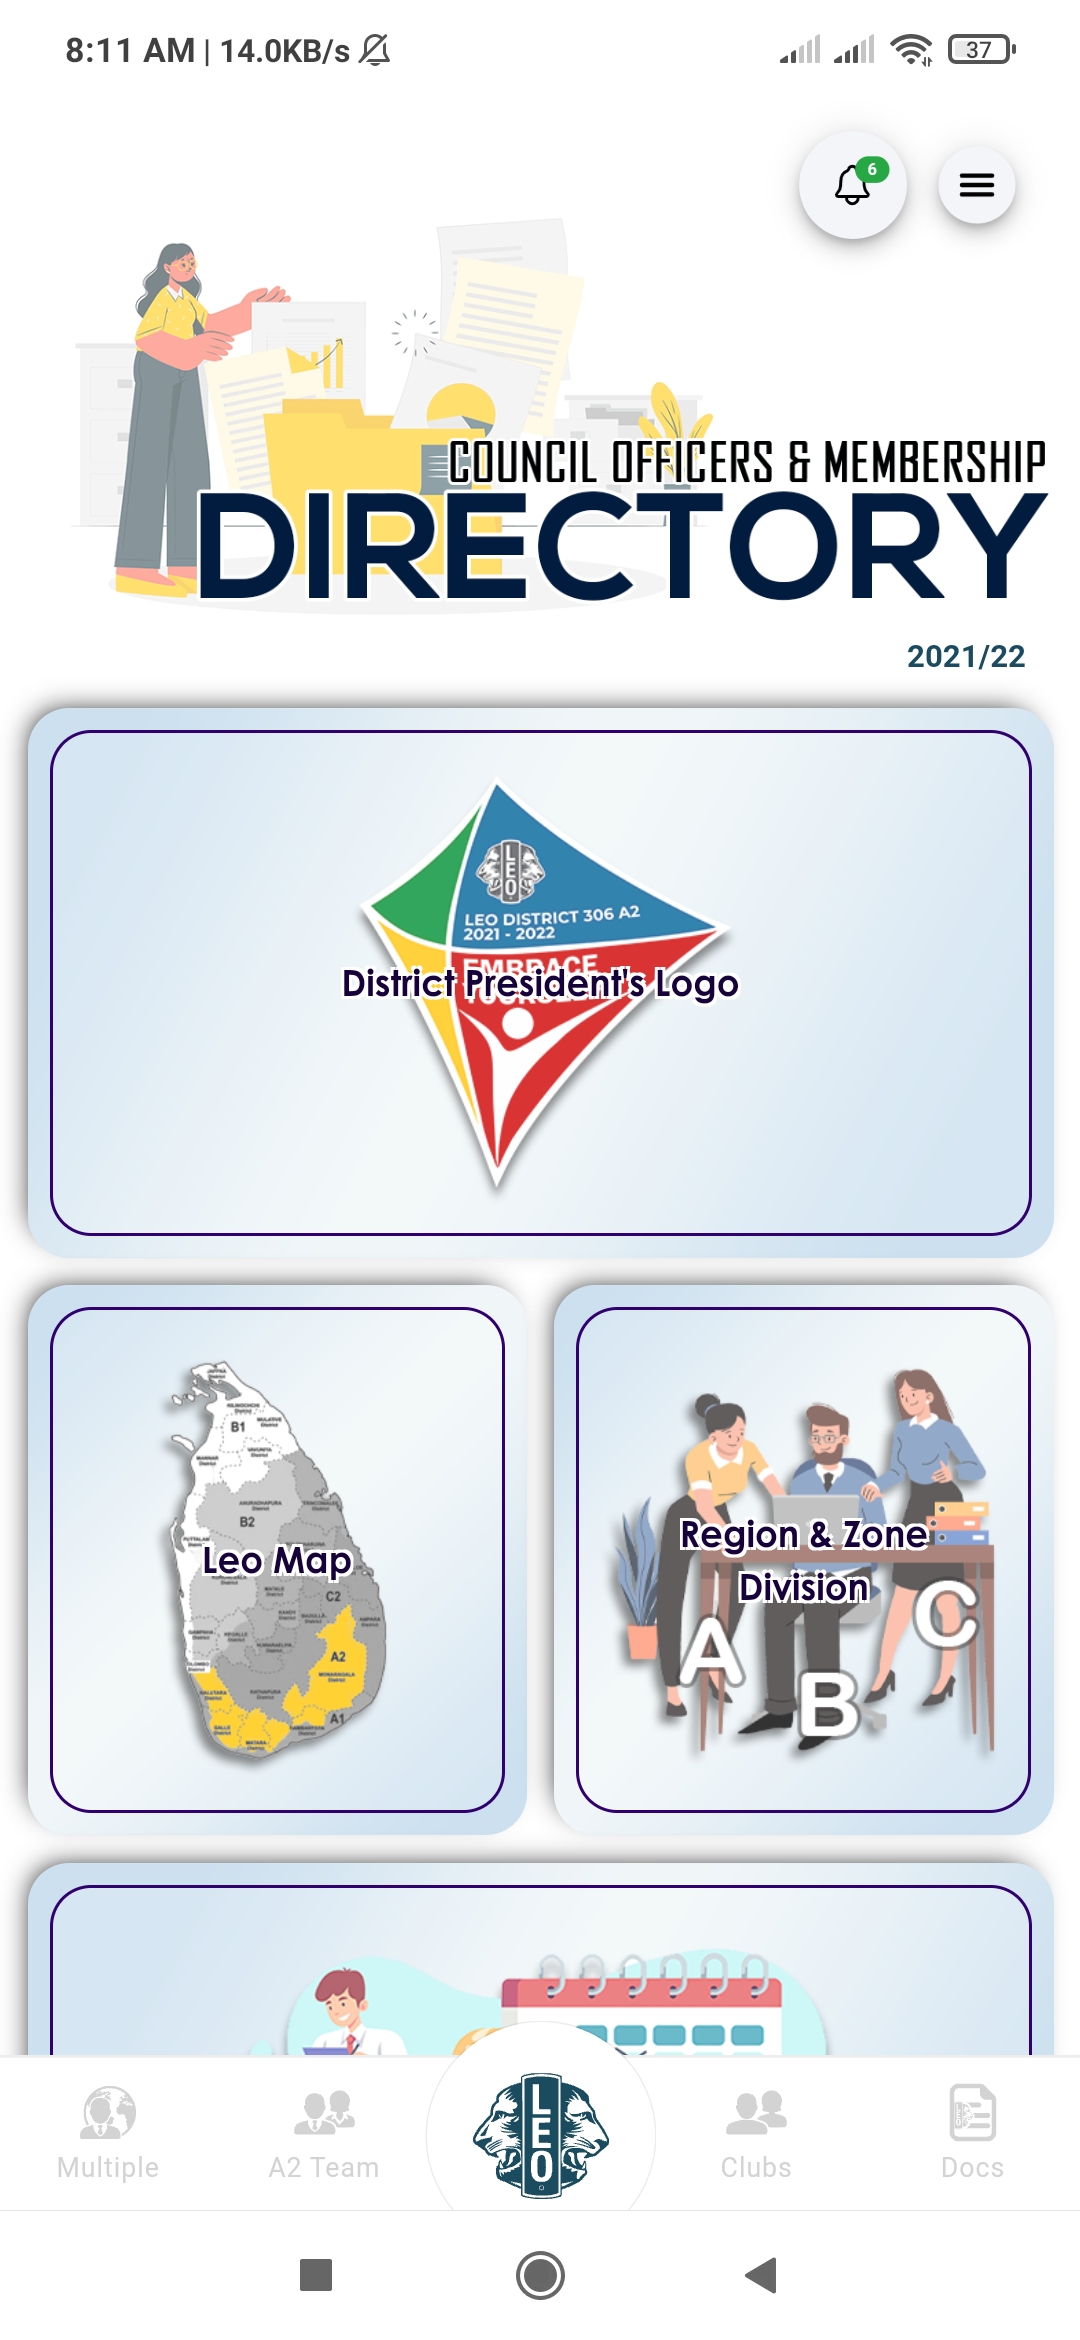 8:11 AM | 14.0KB/s
37
6
COUNCIL OFFICERS & MEMBERSHIP
DIRECTORY
2021/22
LEO
LEO DISTRICT 306 A2
2021 - 2022
EMBRACE
District President's Logo
B1
B2
Leo Map
C2
A2
A1
Region & Zone
Division
A
B
C
LEO
Multiple
A2 Team
Clubs
Docs